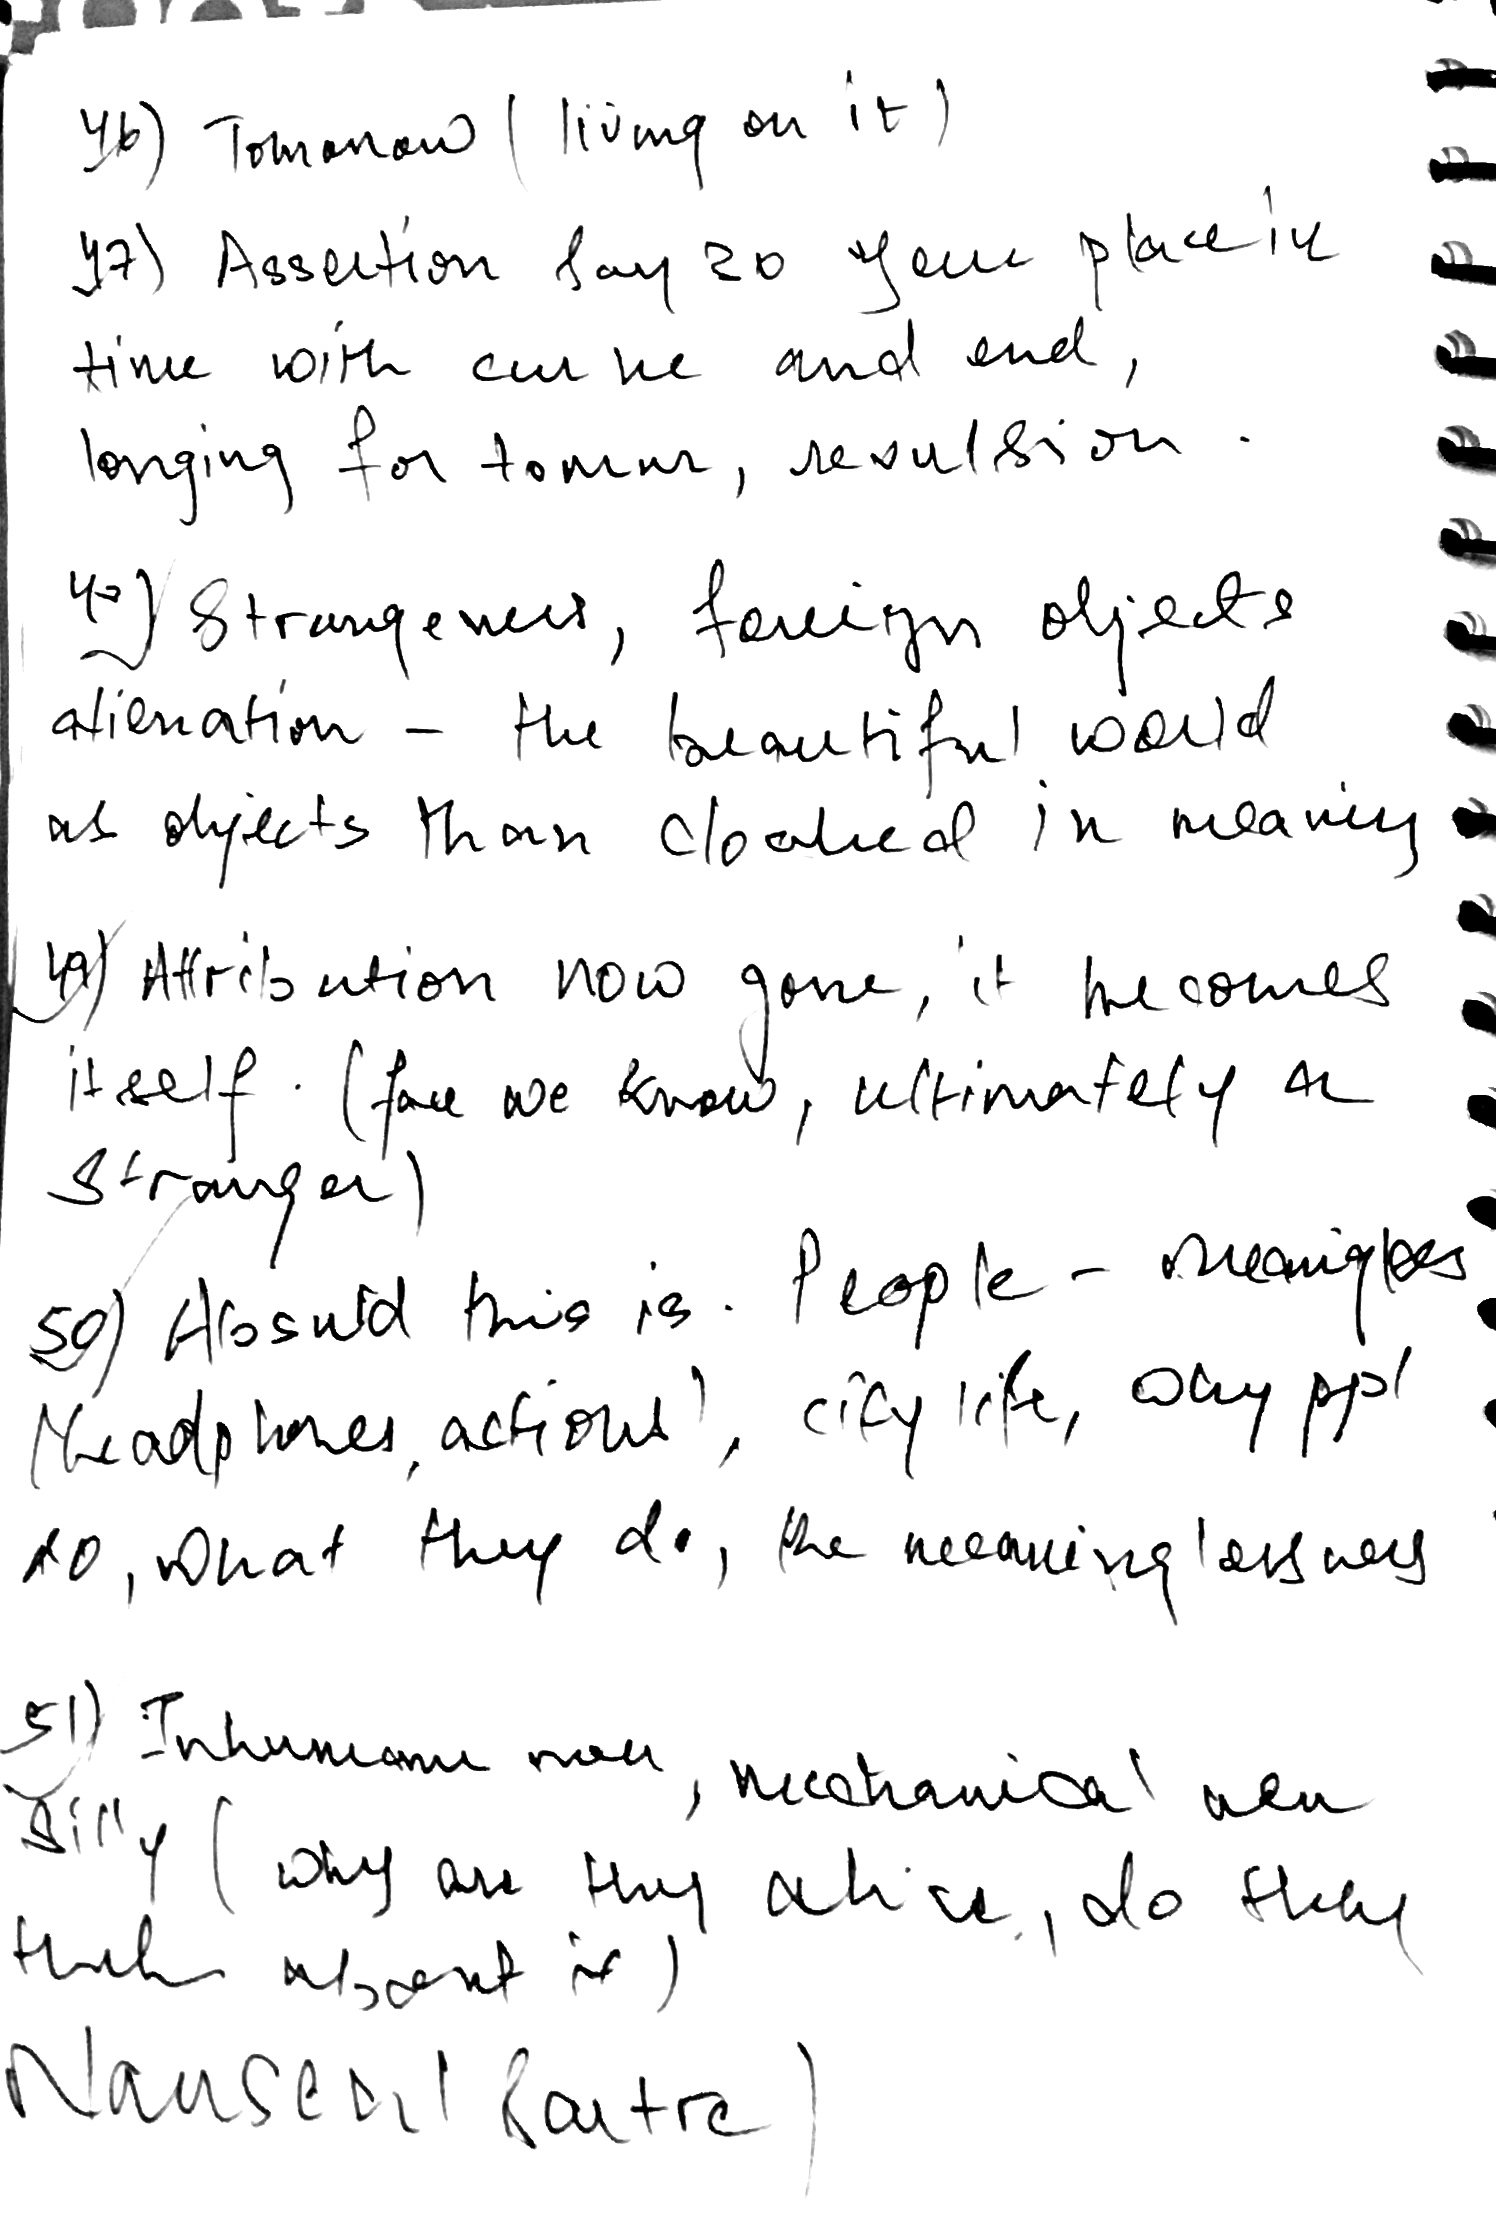 46) Tomorrow (living on it)
47) Assertion say 20 your place in
time with curve and end,
longing for tomrr, revulsion.
48) Strangeness, foreign objects
alienation - the beautiful world
as objects than cloaked in meaning
49) Attribution now gone, it becomes
itself. (face we know, ultimately a
stranger)
50) Absurd this is. People - meaningless
(headphones, actions), city life, why ppl
do, what they do, the meaninglessness
51) Inhumane men, mechanical men
silly (why are they alive, do they
think about it)
Nausea (Sartre)